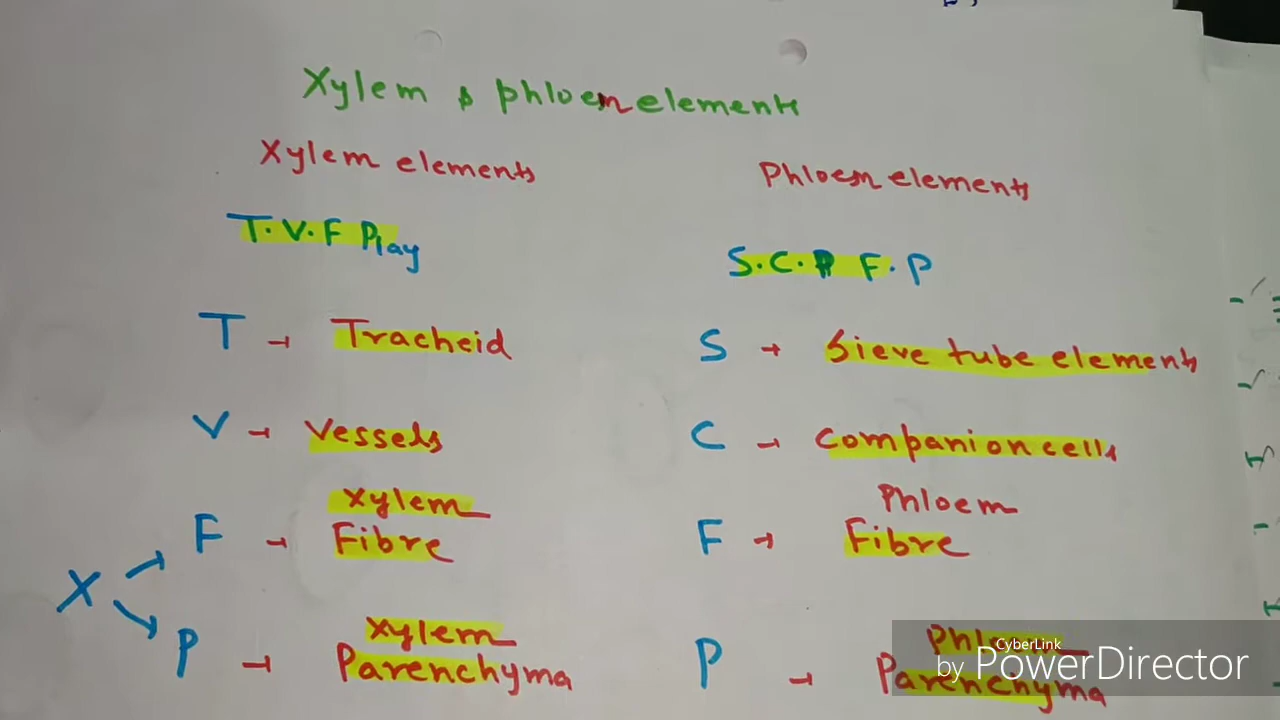 Xylem & phloem elements
Xylem elements
Phloem elements
T.V.F Play
S.C. F.P
T → Tracheid
S → Sieve tube elements
V → Vessels
C → Companion cells
X
F → Xylem Fibre
F → Phloem Fibre
P → Xylem Parenchyma
P → Phloem Parenchyma
CyberLink
by PowerDirector